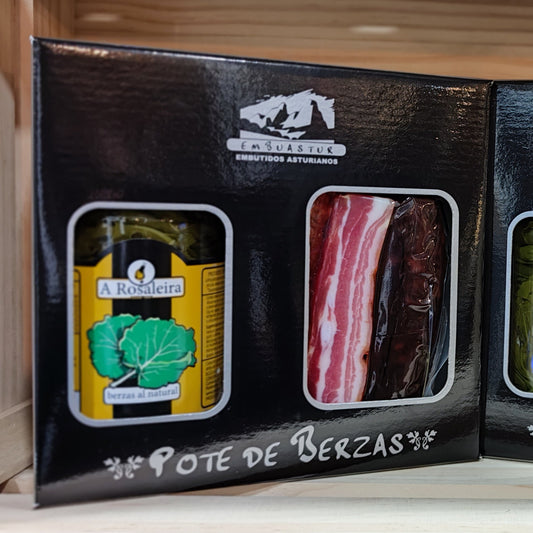 EMBUASTUR
EMBUTIDOS ASTURIANOS
A Rosaleira
berzas al natural
POTE DE BERZAS